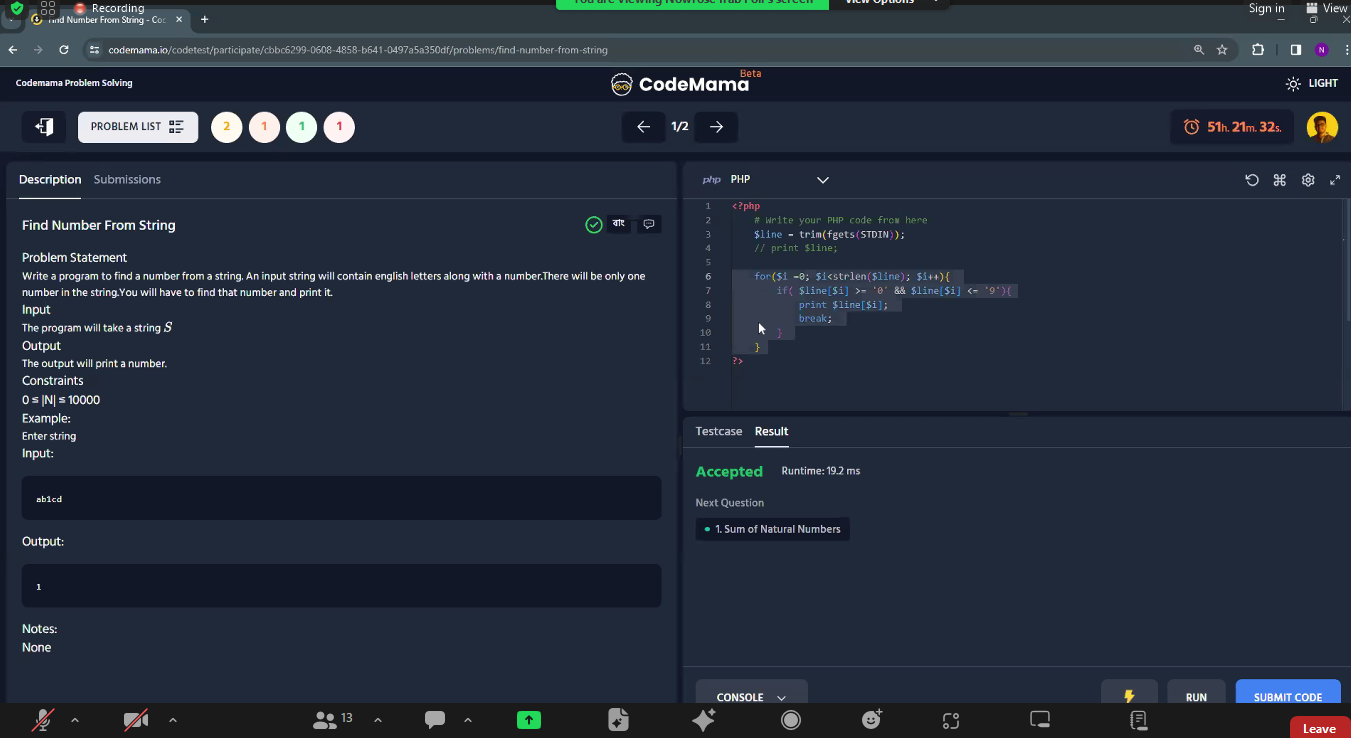 Recording
You are viewing Nowrose Trab Poli's screen
View Options
Sign in
View
Find Number From String - Co
codemama.io/codetest/participate/cbbc6299-0608-4858-b641-0497a5a350df/problems/find-number-from-string
N
Codemama Problem Solving
CodeMama
Beta
LIGHT
PROBLEM LIST
2
1
1
1
1/2
51h. 21m. 32s.
Description
Submissions
Find Number From String
বাং
Problem Statement
Write a program to find a number from a string. An input string will contain english letters along with a number.There will be only one
number in the string.You will have to find that number and print it.
Input
The program will take a string S
Output
The output will print a number.
Constraints
0 ≤ |N| ≤ 10000
Example:
Enter string
Input:
ab1cd
Output:
1
Notes:
None
php PHP
1 <?php
2 # Write your PHP code from here
3 $line = trim(fgets(STDIN));
4 // print $line;
5
6 for($i =0; $i<strlen($line); $i++){
7 if( $line[$i] >= '0' && $line[$i] <= '9'){
8 print $line[$i];
9 break;
10 }
11 }
12 ?>
Testcase
Result
Accepted
Runtime: 19.2 ms
Next Question
1. Sum of Natural Numbers
CONSOLE
RUN
SUBMIT CODE
13
Leave